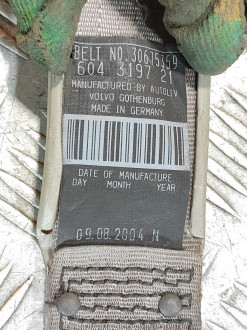 BELT NO. 30675359
604 3197 21
MANUFACTURED BY AUTOLIV
VOLVO GOTHENBURG
MADE IN GERMANY
DATE OF MANUFACTURE
DAY MONTH YEAR
09.08.2004 N